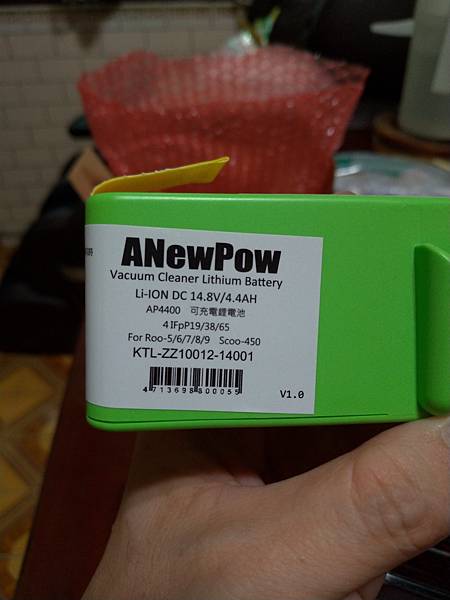 ANewPow
Vacuum Cleaner Lithium Battery
Li-ION DC 14.8V/4.4AH
AP4400 可充電鋰電池
4IFpP19/38/65
For Roo-5/6/7/8/9 Scoo-450
KTL-ZZ10012-14001
4713698800055
V1.0